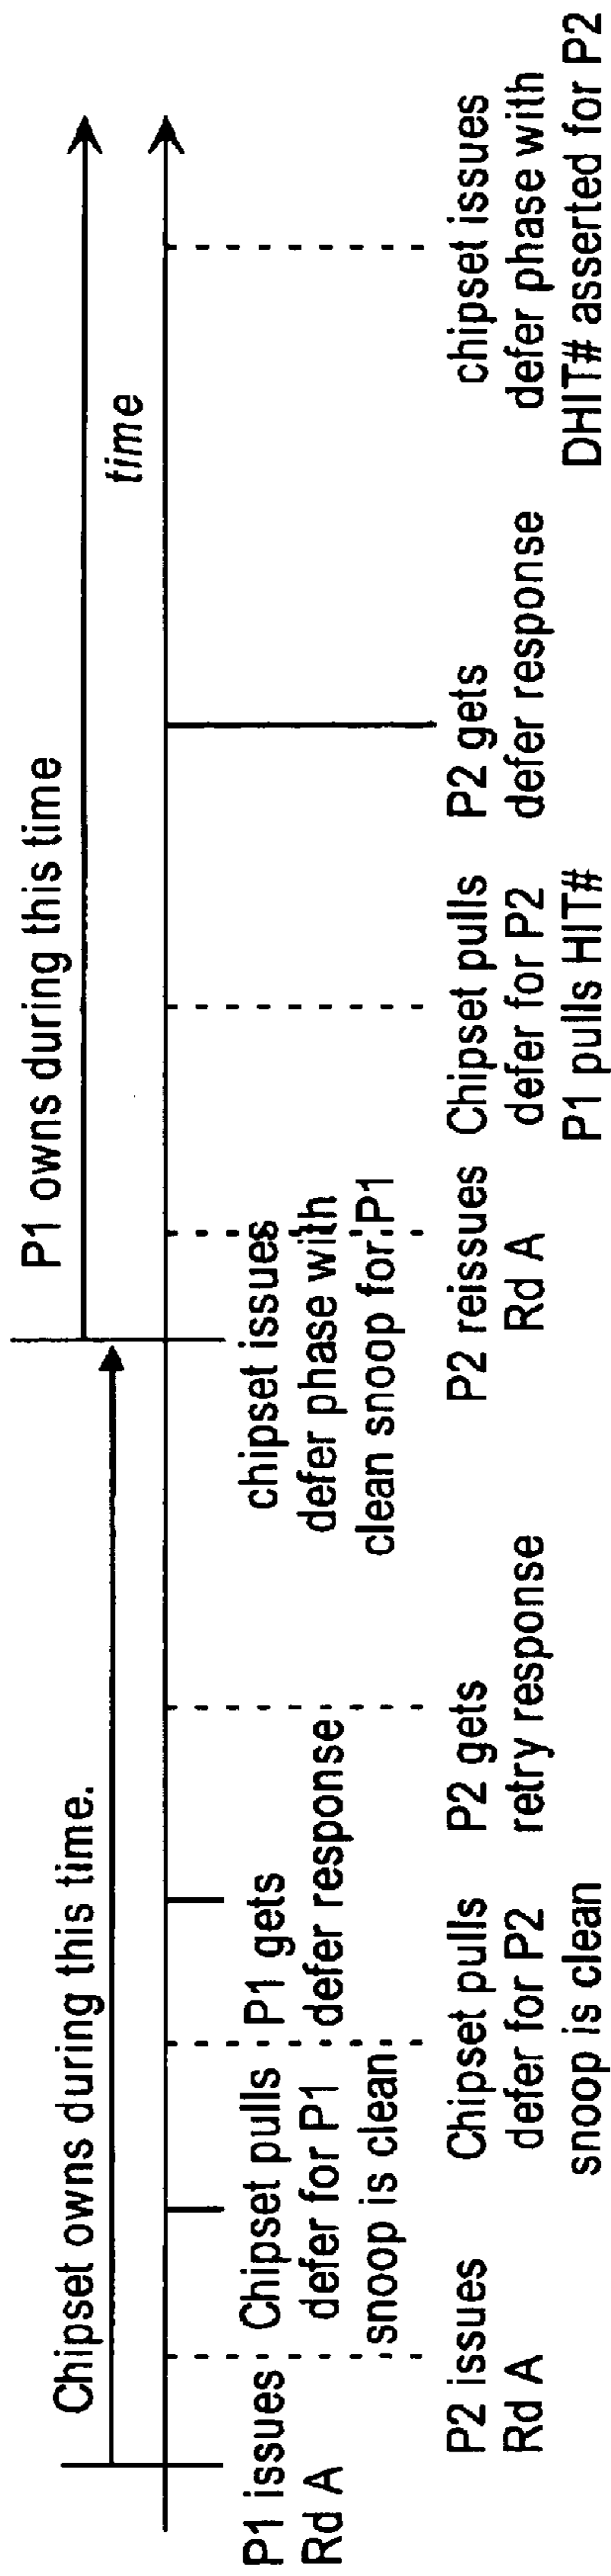 Chipset owns during this time.
P1 owns during this time
time
P1 issues
Rd A
Chipset pulls
defer for P1
snoop is clean
P1 gets
defer response
chipset issues
defer phase with
clean snoop for P1
P2 issues
Rd A
Chipset pulls
defer for P2
snoop is clean
P2 gets
retry response
P2 reissues
Rd A
Chipset pulls
defer for P2
P1 pulls HIT#
P2 gets
defer response
chipset issues
defer phase with
DHIT# asserted for P2